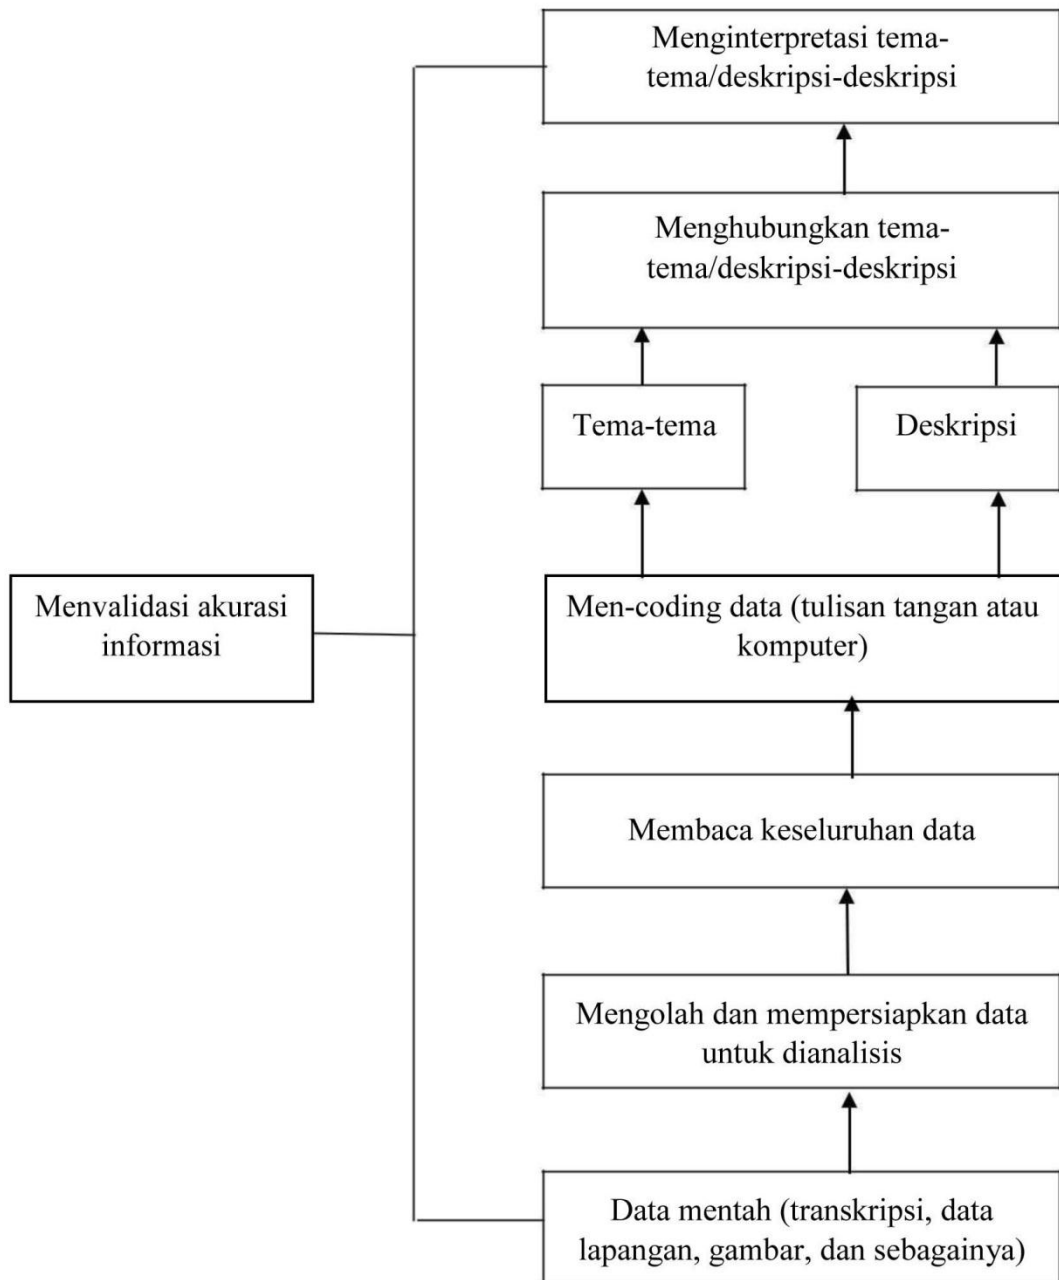 Menginterpretasi tema-
tema/deskripsi-deskripsi
Menghubungkan tema-
tema/deskripsi-deskripsi
Tema-tema
Deskripsi
Menvalidasi akurasi
informasi
Men-coding data (tulisan tangan atau
komputer)
Membaca keseluruhan data
Mengolah dan mempersiapkan data
untuk dianalisis
Data mentah (transkripsi, data
lapangan, gambar, dan sebagainya)